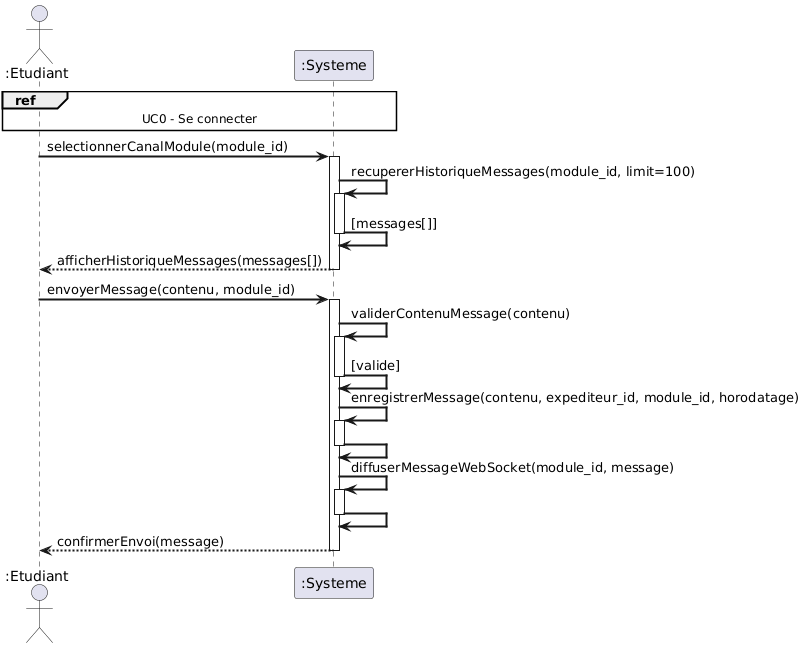 :Etudiant
:Systeme
ref
UC0 - Se connecter
selectionnerCanalModule(module_id)
recupererHistoriqueMessages(module_id, limit=100)
[messages[]]
afficherHistoriqueMessages(messages[])
envoyerMessage(contenu, module_id)
validerContenuMessage(contenu)
[valide]
enregistrerMessage(contenu, expediteur_id, module_id, horodatage)
diffuserMessageWebSocket(module_id, message)
confirmerEnvoi(message)
:Etudiant
:Systeme